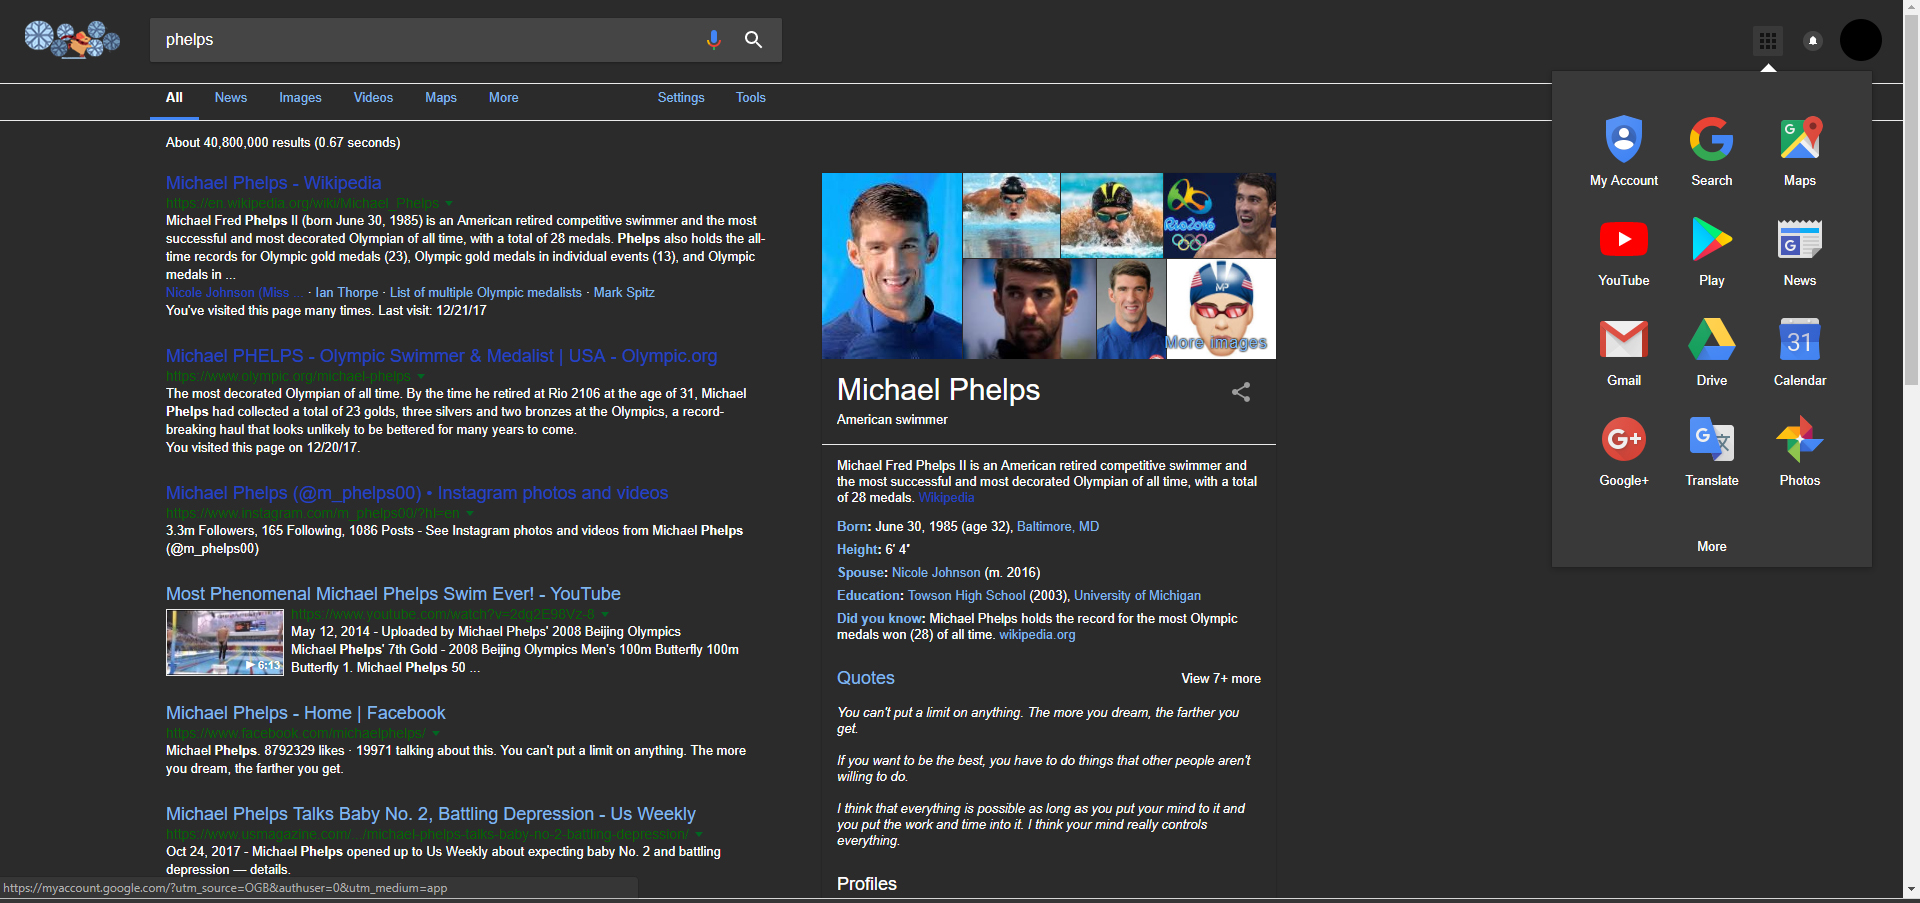 phelps
All News Images Videos Maps More Settings Tools
About 40,800,000 results (0.67 seconds)
Michael Phelps - Wikipedia
https://en.wikipedia.org/wiki/Michael_Phelps
Michael Fred Phelps II (born June 30, 1985) is an American retired competitive swimmer and the most
successful and most decorated Olympian of all time, with a total of 28 medals. Phelps also holds the all-
time records for Olympic gold medals (23), Olympic gold medals in individual events (13), and Olympic
medals in ...
Nicole Johnson (Miss ... · Ian Thorpe · List of multiple Olympic medalists · Mark Spitz
You've visited this page many times. Last visit: 12/21/17
Michael PHELPS - Olympic Swimmer & Medalist | USA - Olympic.org
https://www.olympic.org/michael-phelps
The most decorated Olympian of all time. By the time he retired at Rio 2106 at the age of 31, Michael
Phelps had collected a total of 23 golds, three silvers and two bronzes at the Olympics, a record-
breaking haul that looks unlikely to be bettered for many years to come.
You visited this page on 12/20/17.
Michael Phelps (@m_phelps00) • Instagram photos and videos
https://www.instagram.com/m_phelps00/?hl=en
3.3m Followers, 165 Following, 1086 Posts - See Instagram photos and videos from Michael Phelps
(@m_phelps00)
Most Phenomenal Michael Phelps Swim Ever! - YouTube
https://www.youtube.com/watch?v=2dg2E98Vz-8
6:13
May 12, 2014 - Uploaded by Michael Phelps' 2008 Beijing Olympics
Michael Phelps' 7th Gold - 2008 Beijing Olympics Men's 100m Butterfly 100m
Butterfly 1. Michael Phelps 50 ...
Michael Phelps - Home | Facebook
https://www.facebook.com/michaelphelps/
Michael Phelps. 8792329 likes · 19971 talking about this. You can't put a limit on anything. The more
you dream, the farther you get.
Michael Phelps Talks Baby No. 2, Battling Depression - Us Weekly
https://www.usmagazine.com/.../michael-phelps-talks-baby-no-2-battling-depression/
Oct 24, 2017 - Michael Phelps opened up to Us Weekly about expecting baby No. 2 and battling
depression — details.
https://myaccount.google.com/?utm_source=OGB&authuser=0&utm_medium=app
Rio2016
MP
More images
Michael Phelps
American swimmer
Michael Fred Phelps II is an American retired competitive swimmer and
the most successful and most decorated Olympian of all time, with a total
of 28 medals. Wikipedia
Born: June 30, 1985 (age 32), Baltimore, MD
Height: 6′ 4″
Spouse: Nicole Johnson (m. 2016)
Education: Towson High School (2003), University of Michigan
Did you know: Michael Phelps holds the record for the most Olympic
medals won (28) of all time. wikipedia.org
Quotes View 7+ more
You can't put a limit on anything. The more you dream, the farther you
get.
If you want to be the best, you have to do things that other people aren't
willing to do.
I think that everything is possible as long as you put your mind to it and
you put the work and time into it. I think your mind really controls
everything.
Profiles
My Account Search Maps
YouTube Play News
31
Gmail Drive Calendar
G+
Google+ Translate Photos
More